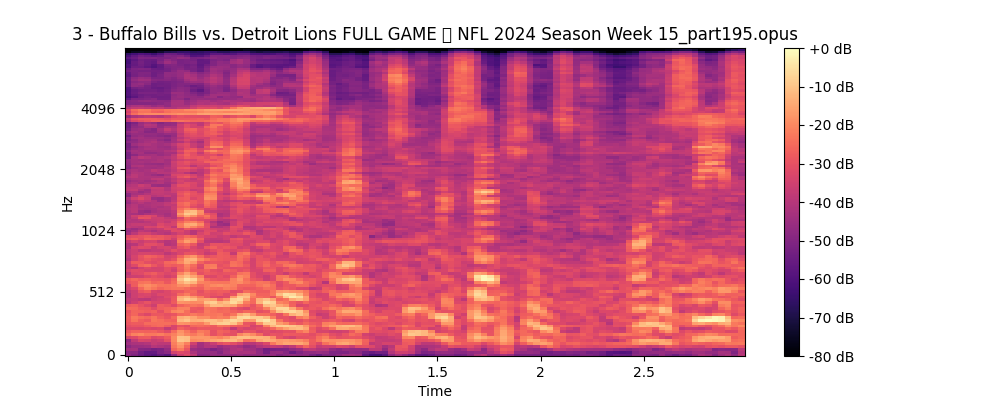 3 - Buffalo Bills vs. Detroit Lions FULL GAME ▯ NFL 2024 Season Week 15_part195.opus
+0 dB
-10 dB
-20 dB
-30 dB
-40 dB
-50 dB
-60 dB
-70 dB
-80 dB
4096
2048
1024
512
0
Hz
0
0.5
1
1.5
2
2.5
Time